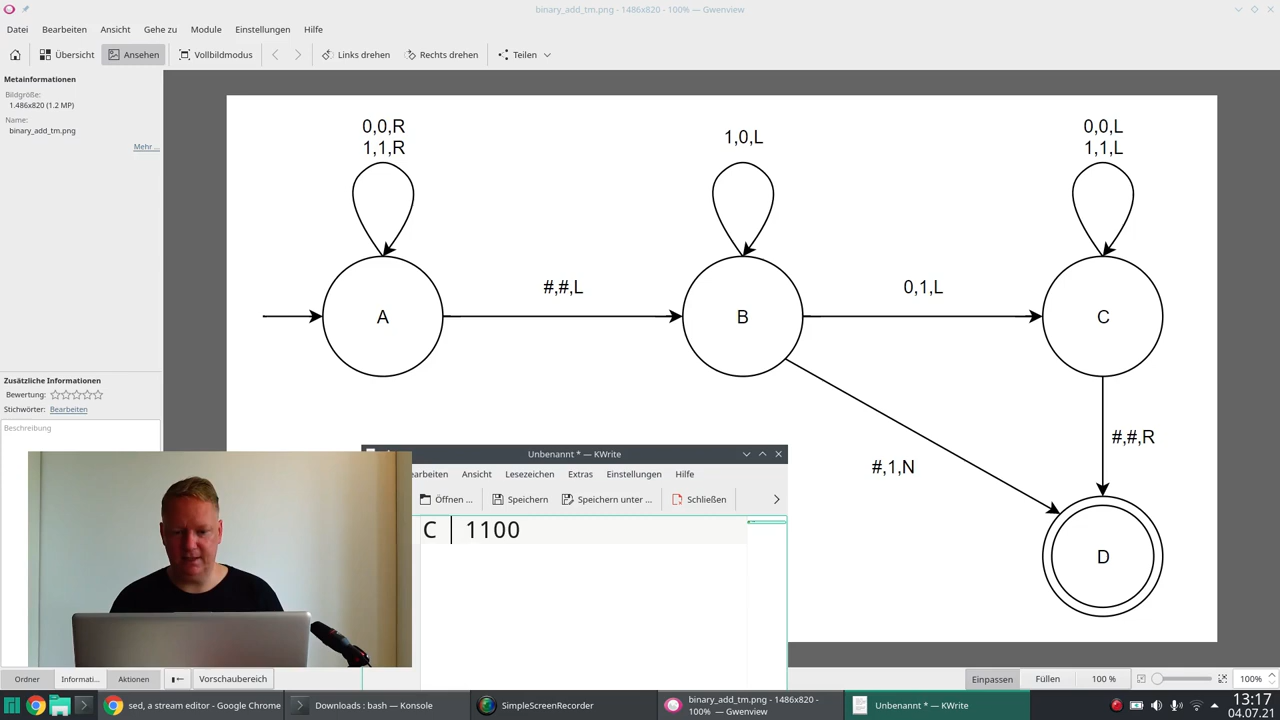 binary_add_tm.png - 1486x820 - 100% — Gwenview
Datei Bearbeiten Ansicht Gehe zu Module Einstellungen Hilfe
Übersicht Ansehen Vollbildmodus Links drehen Rechts drehen Teilen
Metainformationen
Bildgröße:
1.486x820 (1.2 MP)
Name:
binary_add_tm.png
Mehr ...
0,0,R
1,1,R
1,0,L
0,0,L
1,1,L
#,#,L
0,1,L
A
B
C
#,#,R
#,1,N
D
Zusätzliche Informationen
Bewertung:
Stichwörter: Bearbeiten
Beschreibung
Unbenannt * — KWrite
earbeiten Ansicht Lesezeichen Extras Einstellungen Hilfe
Öffnen ... Speichern Speichern unter ... Schließen
C 1100
Ordner Informati... Aktionen Vorschaubereich Einpassen Füllen 100 % 100%
sed, a stream editor - Google Chrome
Downloads : bash — Konsole
SimpleScreenRecorder
binary_add_tm.png - 1486x820 - 100% — Gwenview
Unbenannt * — KWrite
13:17
04.07.21